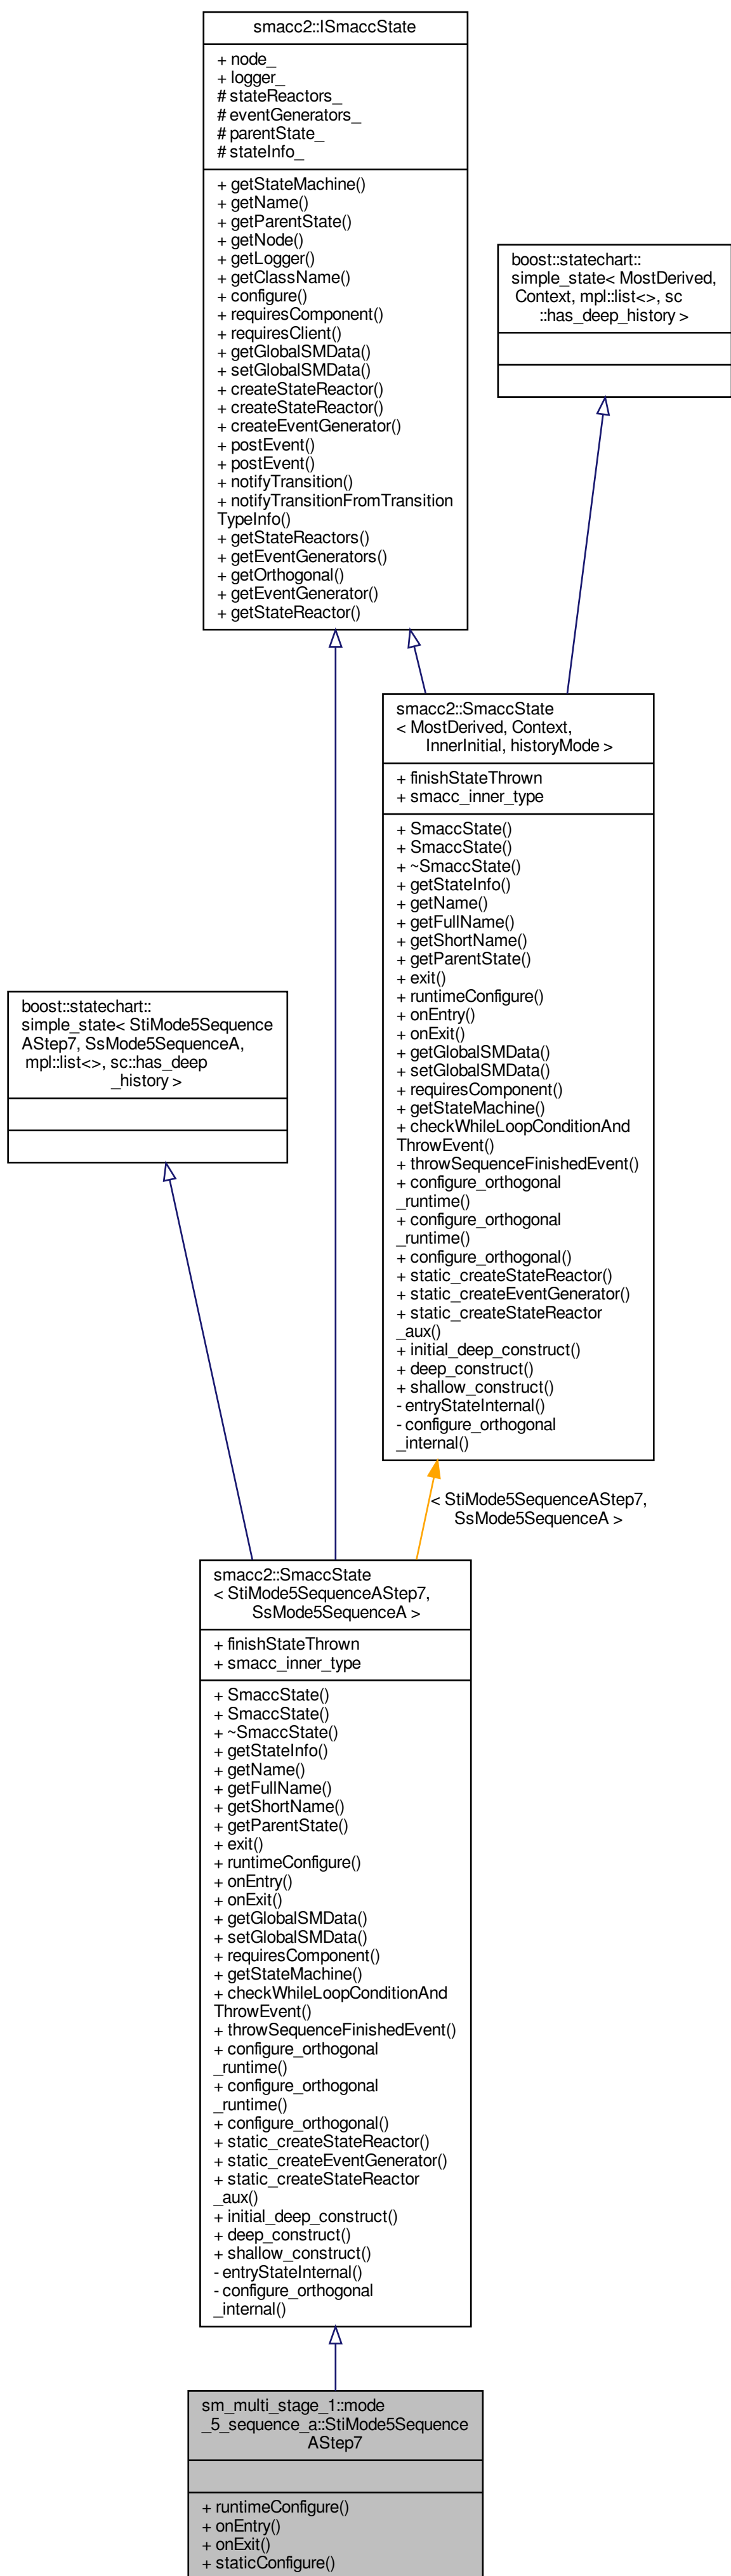 smacc2::ISmaccState
+ node_
+ logger_
# stateReactors_
# eventGenerators_
# parentState_
# stateInfo_
+ getStateMachine()
+ getName()
+ getParentState()
+ getNode()
+ getLogger()
+ getClassName()
+ configure()
+ requiresComponent()
+ requiresClient()
+ getGlobalSMData()
+ setGlobalSMData()
+ createStateReactor()
+ createStateReactor()
+ createEventGenerator()
+ postEvent()
+ postEvent()
+ notifyTransition()
+ notifyTransitionFromTransition
TypeInfo()
+ getStateReactors()
+ getEventGenerators()
+ getOrthogonal()
+ getEventGenerator()
+ getStateReactor()
boost::statechart::
simple_state< MostDerived,
Context, mpl::list<>, sc
::has_deep_history >
smacc2::SmaccState
< MostDerived, Context,
InnerInitial, historyMode >
+ finishStateThrown
+ smacc_inner_type
+ SmaccState()
+ SmaccState()
+ ~SmaccState()
+ getStateInfo()
+ getName()
+ getFullName()
+ getShortName()
+ getParentState()
+ exit()
+ runtimeConfigure()
+ onEntry()
+ onExit()
+ getGlobalSMData()
+ setGlobalSMData()
+ requiresComponent()
+ getStateMachine()
+ checkWhileLoopConditionAnd
ThrowEvent()
+ throwSequenceFinishedEvent()
+ configure_orthogonal
_runtime()
+ configure_orthogonal
_runtime()
+ configure_orthogonal()
+ static_createStateReactor()
+ static_createEventGenerator()
+ static_createStateReactor
_aux()
+ initial_deep_construct()
+ deep_construct()
+ shallow_construct()
- entryStateInternal()
- configure_orthogonal
_internal()
boost::statechart::
simple_state< StiMode5Sequence
AStep7, SsMode5SequenceA,
mpl::list<>, sc::has_deep
_history >
< StiMode5SequenceAStep7,
SsMode5SequenceA >
smacc2::SmaccState
< StiMode5SequenceAStep7,
SsMode5SequenceA >
+ finishStateThrown
+ smacc_inner_type
+ SmaccState()
+ SmaccState()
+ ~SmaccState()
+ getStateInfo()
+ getName()
+ getFullName()
+ getShortName()
+ getParentState()
+ exit()
+ runtimeConfigure()
+ onEntry()
+ onExit()
+ getGlobalSMData()
+ setGlobalSMData()
+ requiresComponent()
+ getStateMachine()
+ checkWhileLoopConditionAnd
ThrowEvent()
+ throwSequenceFinishedEvent()
+ configure_orthogonal
_runtime()
+ configure_orthogonal
_runtime()
+ configure_orthogonal()
+ static_createStateReactor()
+ static_createEventGenerator()
+ static_createStateReactor
_aux()
+ initial_deep_construct()
+ deep_construct()
+ shallow_construct()
- entryStateInternal()
- configure_orthogonal
_internal()
sm_multi_stage_1::mode
_5_sequence_a::StiMode5Sequence
AStep7
+ runtimeConfigure()
+ onEntry()
+ onExit()
+ staticConfigure()